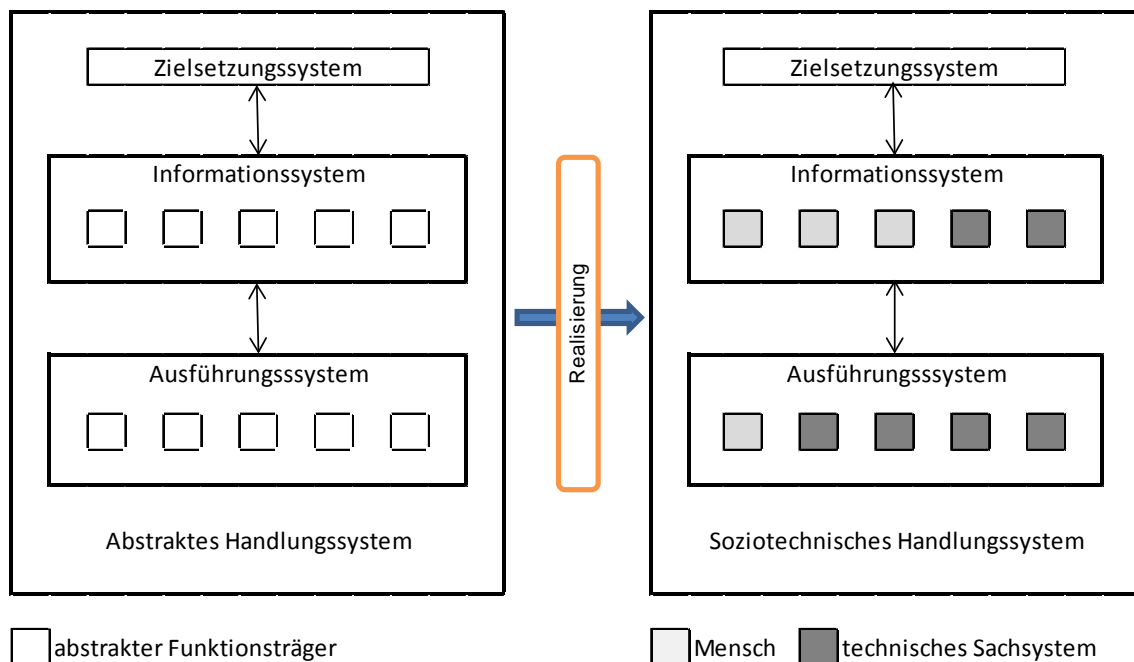 Zielsetzungssystem
Informationssystem
Ausführungsssystem
Abstraktes Handlungssystem
abstrakter Funktionsträger
Realisierung
Zielsetzungssystem
Informationssystem
Ausführungsssystem
Soziotechnisches Handlungssystem
Mensch
technisches Sachsystem